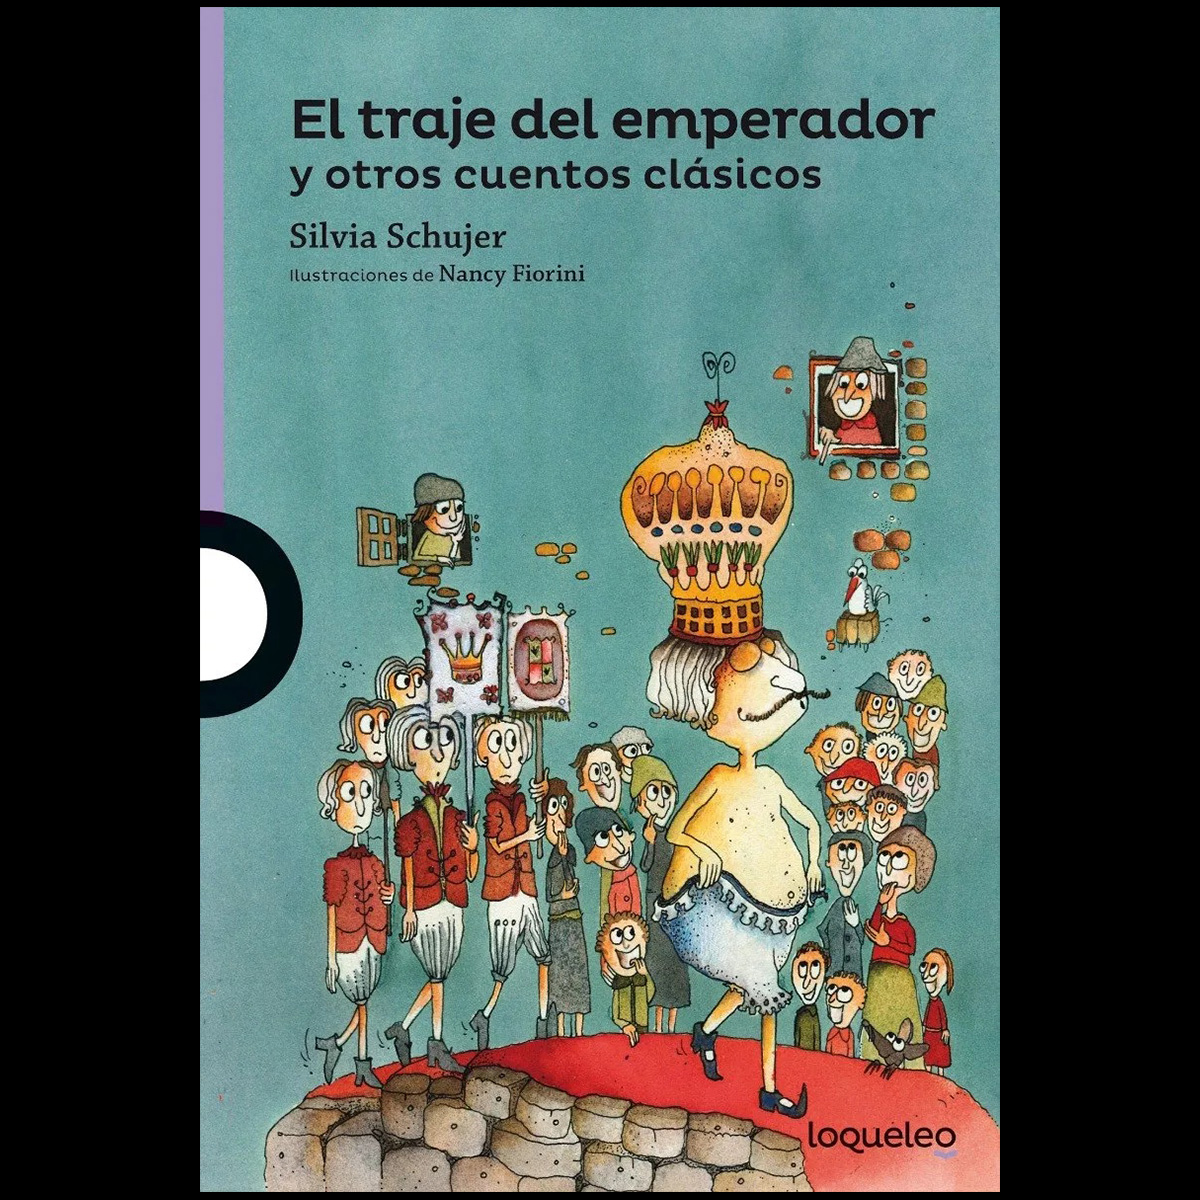 El traje del emperador
y otros cuentos clásicos
Silvia Schujer
Ilustraciones de Nancy Fiorini
loqueleo